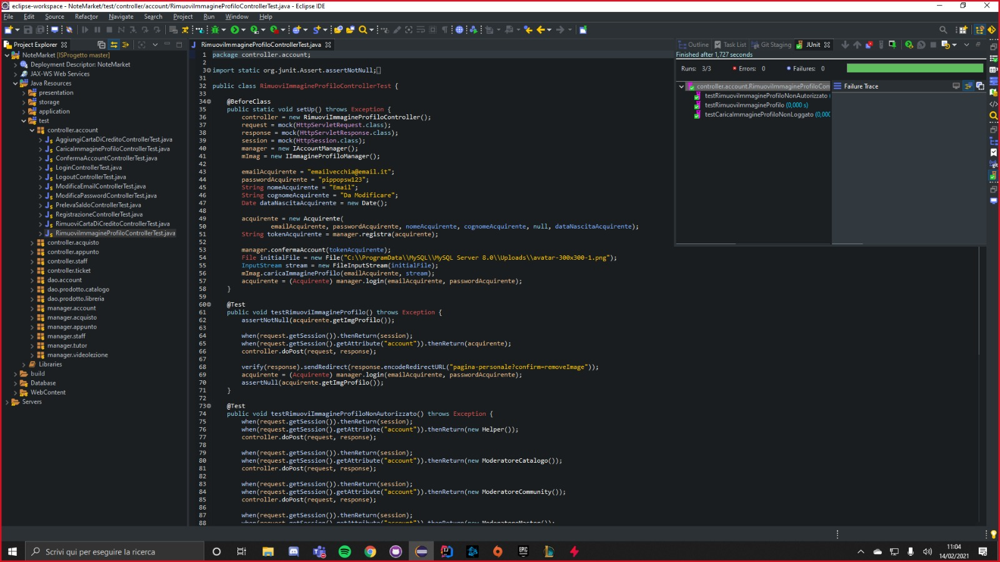 eclipse-workspace - NoteMarket/test/controller/account/RimuoviImmagineProfiloControllerTest.java - Eclipse IDE
File Edit Source Refactor Navigate Search Project Run Window Help
Project Explorer
NoteMarket [ISProgetto master]
Deployment Descriptor: NoteMarket
JAX-WS Web Services
Java Resources
presentation
storage
application
test
controller.account
AggiungiCartaDiCreditoControllerTest.java
CaricaImmagineProfiloControllerTest.java
ConfermaAccountControllerTest.java
LoginControllerTest.java
LogoutControllerTest.java
ModificaEmailControllerTest.java
ModificaPasswordControllerTest.java
PrelevaSaldoControllerTest.java
RegistrazioneControllerTest.java
RimuoviCartaDiCreditoControllerTest.java
RimuoviImmagineProfiloControllerTest.java
controller.acquisto
controller.appunto
controller.staff
controller.ticket
dao.account
dao.prodotto.catalogo
dao.prodotto.libreria
manager.account
manager.acquisto
manager.appunto
manager.staff
manager.tutor
manager.videolezione
Libraries
build
Database
WebContent
Servers
RimuoviImmagineProfiloControllerTest.java
1 package controller.account;
2
3 import static org.junit.Assert.assertNotNull;
31
32 public class RimuoviImmagineProfiloControllerTest {
33
34 @BeforeClass
35 public static void setUp() throws Exception {
36 controller = new RimuoviImmagineProfiloController();
37 request = mock(HttpServletRequest.class);
38 response = mock(HttpServletResponse.class);
39 session = mock(HttpSession.class);
40 manager = new IAccountManager();
41 mImag = new IImmagineProfiloManager();
42
43 emailAcquirente = "emailvecchia@email.it";
44 passwordAcquirente = "pippopsw123";
45 String nomeAcquirente = "Email";
46 String cognomeAcquirente = "Da Modificare";
47 Date dataNascitaAcquirente = new Date();
48
49 acquirente = new Acquirente(
50 emailAcquirente, passwordAcquirente, nomeAcquirente, cognomeAcquirente, null, dataNascitaAcquirente);
51 String tokenAcquirente = manager.registra(acquirente);
52
53 manager.confermaAccount(tokenAcquirente);
54 File initialFile = new File("C:\\ProgramData\\MySQL\\MySQL Server 8.0\\Uploads\\avatar-300x300-1.png");
55 InputStream stream = new FileInputStream(initialFile);
56 mImag.caricaImmagineProfilo(emailAcquirente, stream);
57 acquirente = (Acquirente) manager.login(emailAcquirente, passwordAcquirente);
58 }
59
60 @Test
61 public void testRimuoviImmagineProfilo() throws Exception {
62 assertNotNull(acquirente.getImgProfilo());
63
64 when(request.getSession()).thenReturn(session);
65 when(request.getSession().getAttribute("account")).thenReturn(acquirente);
66 controller.doPost(request, response);
67
68 verify(response).sendRedirect(response.encodeRedirectURL("pagina-personale?confirm=removeImage"));
69 acquirente = (Acquirente) manager.login(emailAcquirente, passwordAcquirente);
70 assertNull(acquirente.getImgProfilo());
71 }
72
73 @Test
74 public void testRimuoviImmagineProfiloNonAutorizzato() throws Exception {
75 when(request.getSession()).thenReturn(session);
76 when(request.getSession().getAttribute("account")).thenReturn(new Helper());
77 controller.doPost(request, response);
78
79 when(request.getSession()).thenReturn(session);
80 when(request.getSession().getAttribute("account")).thenReturn(new ModeratoreCatalogo());
81 controller.doPost(request, response);
82
83 when(request.getSession()).thenReturn(session);
84 when(request.getSession().getAttribute("account")).thenReturn(new ModeratoreCommunity());
85 controller.doPost(request, response);
86
87 when(request.getSession()).thenReturn(session);
88 when(request.getSession().getAttribute("account")).thenReturn(new ModeratoreMaster());
Outline Task List Git Staging JUnit
Finished after 1,727 seconds
Runs: 3/3 Errors: 0 Failures: 0
controller.account.RimuoviImmagineProfiloCon
testRimuoviImmagineProfiloNonAutorizzato (
testRimuoviImmagineProfilo (0,000 s)
testCaricaImmagineProfiloNonLoggato (0,000
Failure Trace
Scrivi qui per eseguire la ricerca
EPIC GAMES
11:04
14/02/2021